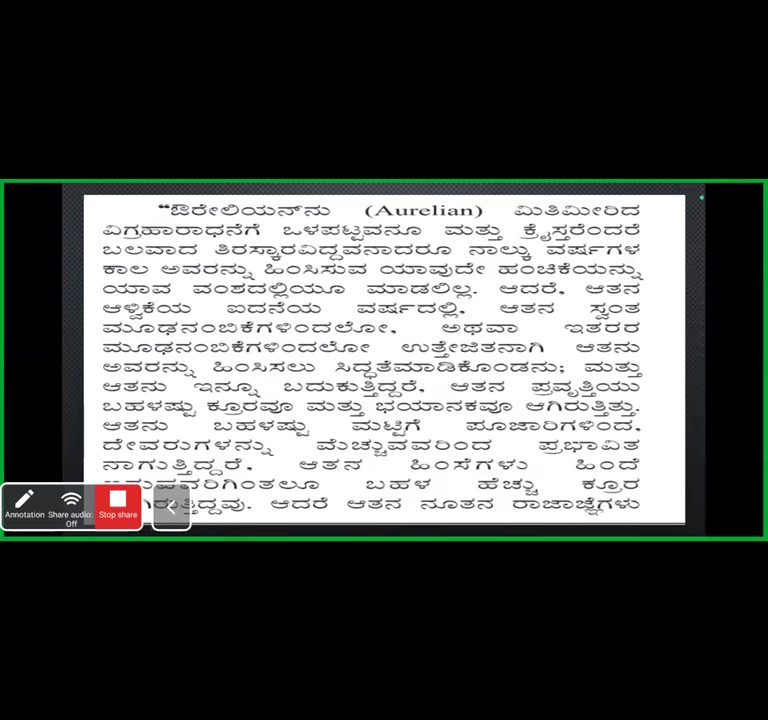 “ಔರೇಲಿಯನ್‌ನು (Aurelian) ಮಿತಿಮೀರಿದ
ವಿಗ್ರಹಾರಾಧನೆಗೆ ಒಳಪಟ್ಟವನೂ ಮತ್ತು ಕ್ರೈಸ್ತರೆಂದರೆ
ಬಲವಾದ ತಿರಸ್ಕಾರವಿದ್ದವನಾದರೂ ನಾಲ್ಕು ವರ್ಷಗಳ
ಕಾಲ ಅವರನ್ನು ಹಿಂಸಿಸುವ ಯಾವುದೇ ಹಂಚಿಕೆಯನ್ನು
ಯಾವ ವಂಶದಲ್ಲಿಯೂ ಮಾಡಲಿಲ್ಲ. ಆದರೆ, ಆತನ
ಆಳ್ವಿಕೆಯ ಐದನೆಯ ವರ್ಷದಲ್ಲಿ, ಆತನ ಸ್ವಂತ
ಮೂಢನಂಬಿಕೆಗಳಿಂದಲೋ, ಅಥವಾ ಇತರರ
ಮೂಢನಂಬಿಕೆಗಳಿಂದಲೋ ಉತ್ತೇಜಿತನಾಗಿ ಆತನು
ಅವರನ್ನು ಹಿಂಸಿಸಲು ಸಿದ್ಧತೆಮಾಡಿಕೊಂಡನು; ಮತ್ತು
ಆತನು ಇನ್ನೂ ಬದುಕುತ್ತಿದ್ದರೆ, ಆತನ ಪ್ರವೃತ್ತಿಯು
ಬಹಳಷ್ಟು ಕ್ರೂರವೂ ಮತ್ತು ಭಯಾನಕವೂ ಆಗಿರುತ್ತಿತ್ತು.
ಆತನು ಬಹಳಷ್ಟು ಮಟ್ಟಿಗೆ ಪೂಜಾರಿಗಳಿಂದ,
ದೇವರುಗಳನ್ನು ಮೆಚ್ಚುವವರಿಂದ ಪ್ರಭಾವಿತ
ನಾಗುತ್ತಿದ್ದರೆ, ಆತನ ಹಿಂಸೆಗಳು ಹಿಂದೆ
ಬಹಳ ಹೆಚ್ಚು ಕ್ರೂರ
ಆದರೆ ಆತನ ನೂತನ ರಾಜಾಜ್ಞೆಗಳು
Annotation
Share audio: Off
Stop share